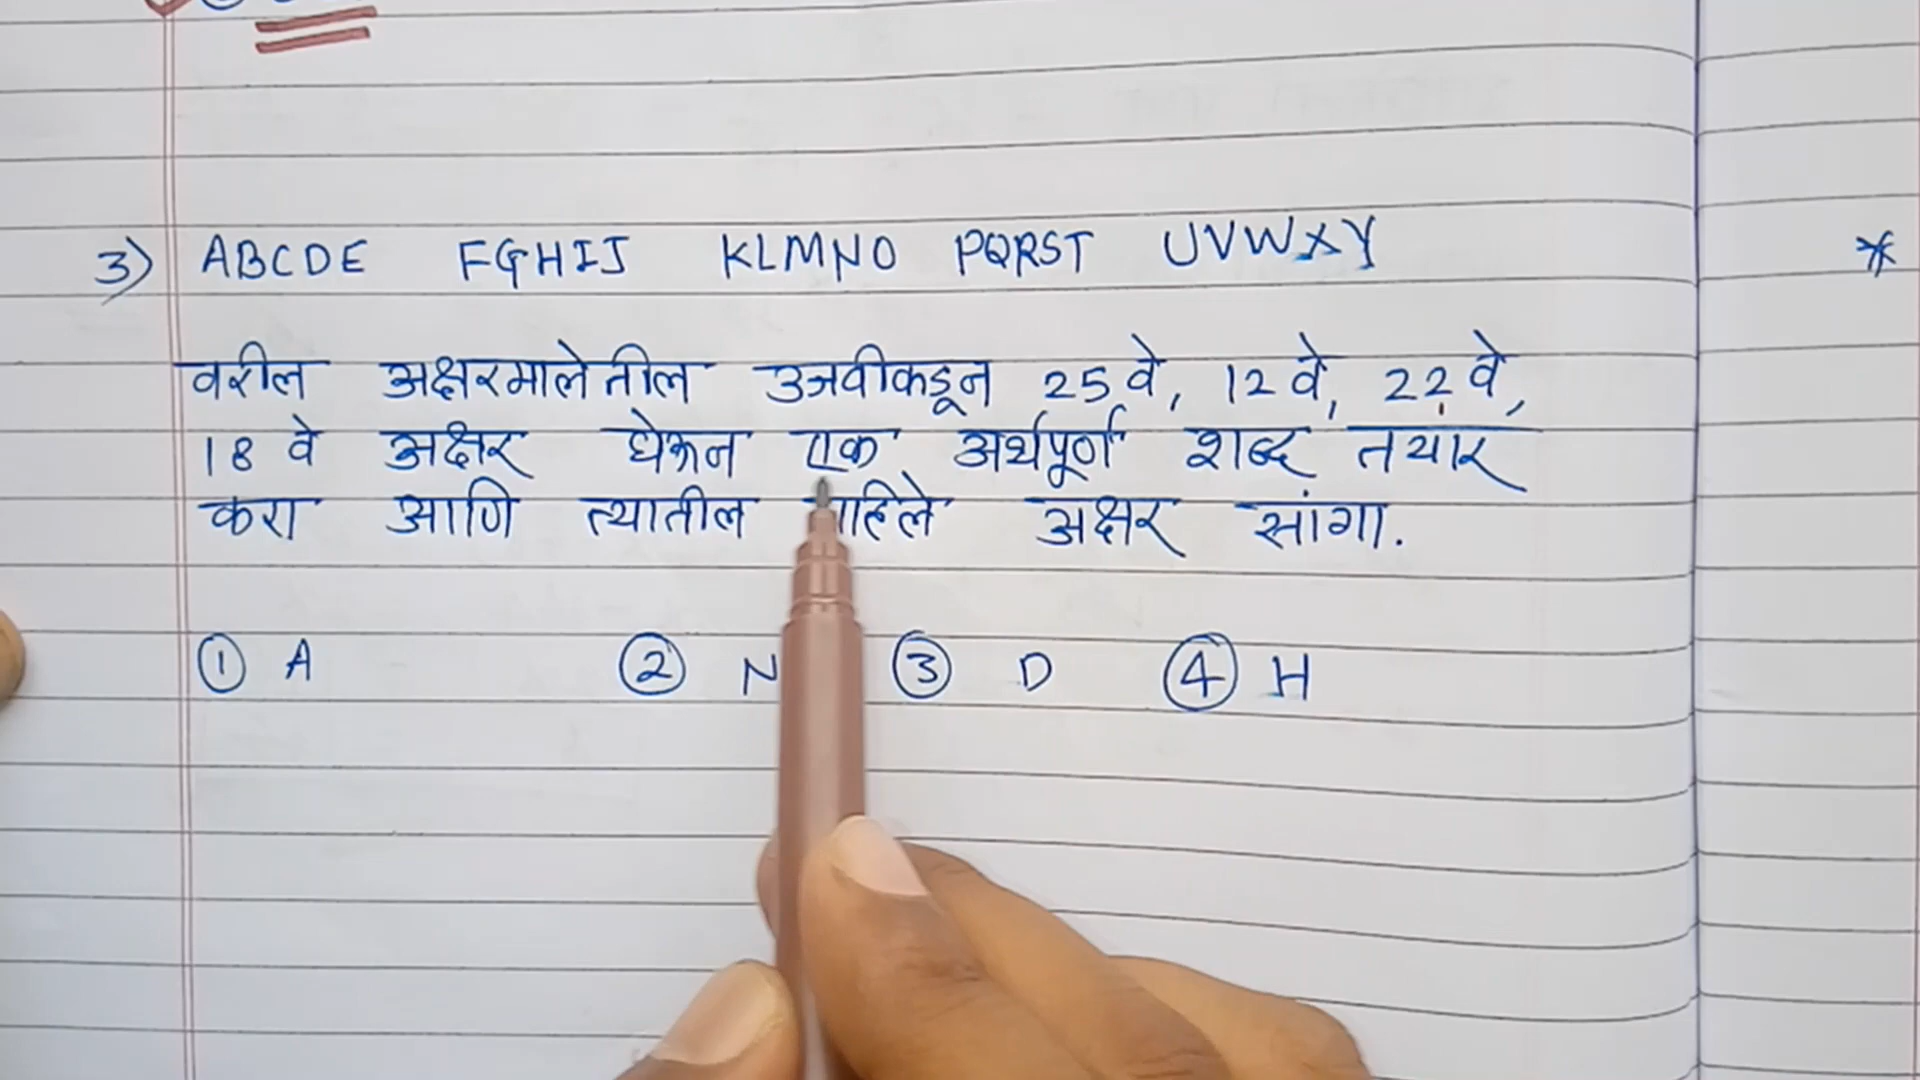 3) ABCDE FGHIJ KLMNO PQRST UVWXY *
वरील अक्षरमालेतील उजवीकडून 25 वे, 12 वे, 22 वे,
18 वे अक्षर घेऊन एक अर्थपूर्ण शब्द तयार
करा आणि त्यातील पहिले अक्षर सांगा.
① A ② N ③ D ④ H